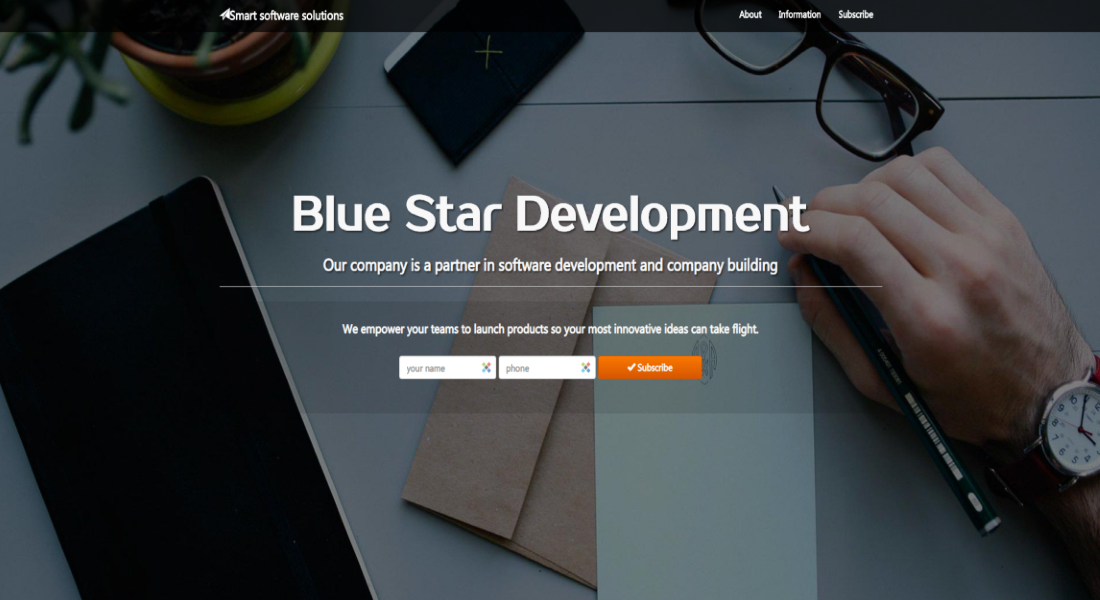 Smart software solutions
About Information Subscribe
Blue Star Development
Our company is a partner in software development and company building
We empower your teams to launch products so your most innovative ideas can take flight.
your name phone Subscribe